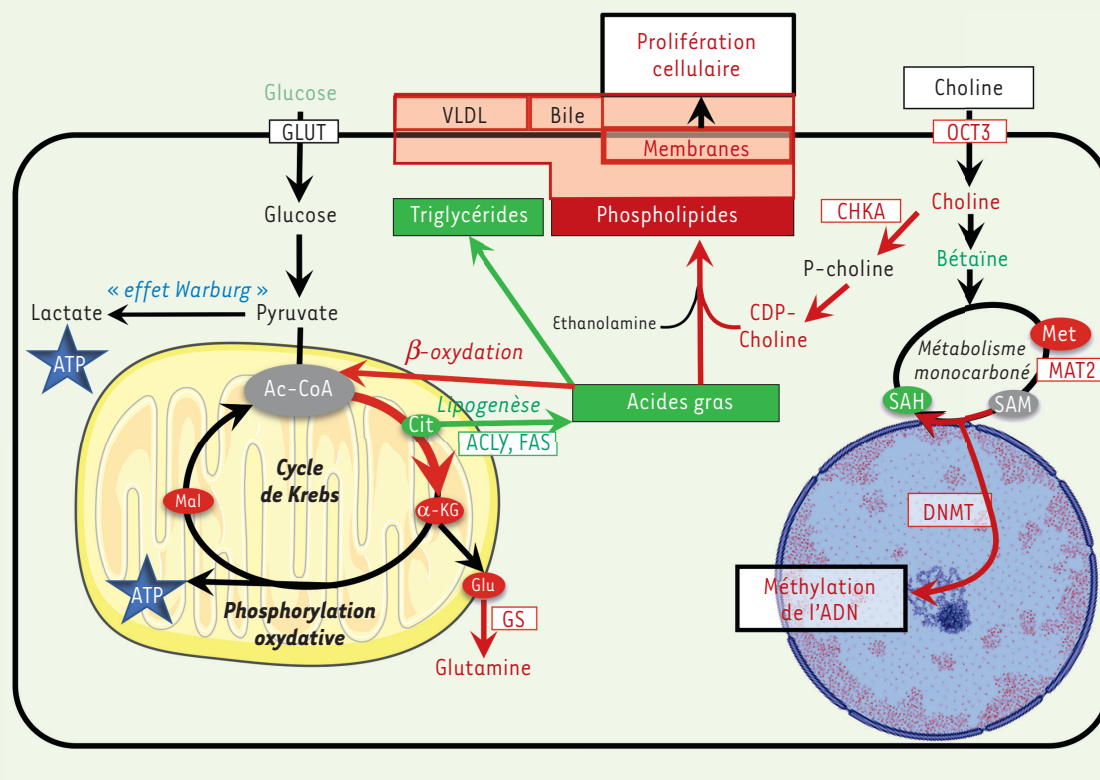 Prolifération
cellulaire
Glucose
GLUT
VLDL
Bile
Membranes
Choline
OCT3
Glucose
Triglycérides
Phospholipides
CHKA
Choline
P-choline
Bétaïne
« effet Warburg »
Lactate
Pyruvate
ATP
Ethanolamine
CDP-
Choline
Métabolisme
monocarboné
Met
MAT2
SAH
SAM
β-oxydation
Ac-CoA
Lipogenèse
Acides gras
Cit
ACLY, FAS
Cycle
de Krebs
Mal
α-KG
DNMT
ATP
Glu
Phosphorylation
oxydative
GS
Glutamine
Méthylation
de l'ADN